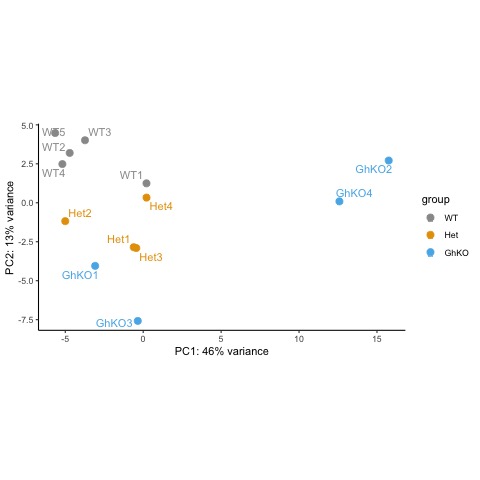 5.0
WT5
WT3
WT2
WT4
2.5
WT1
GhKO2
GhKO4
0.0
Het4
Het2
-2.5
Het1
Het3
GhKO1
-5.0
-7.5
GhKO3
-5
0
5
10
15
PC1: 46% variance
PC2: 13% variance
group
WT
Het
GhKO